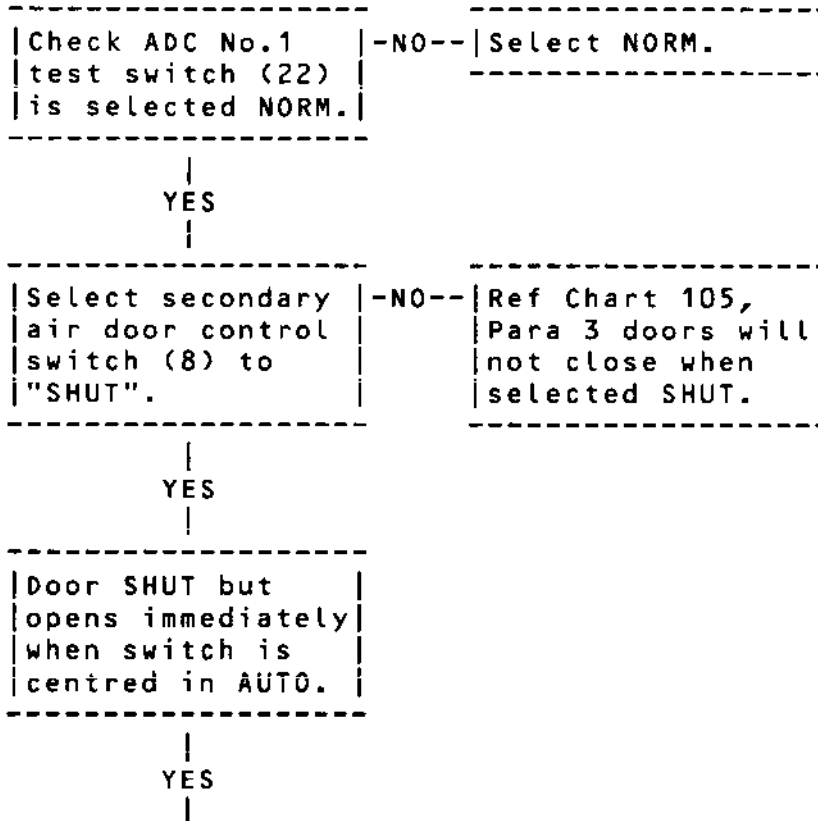 Check ADC No.1 -NO-- Select NORM.
test switch (22)
is selected NORM.
YES
Select secondary -NO-- Ref Chart 105,
air door control Para 3 doors will
switch (8) to not close when
"SHUT". selected SHUT.
YES
Door SHUT but
opens immediately
when switch is
centred in AUTO.
YES